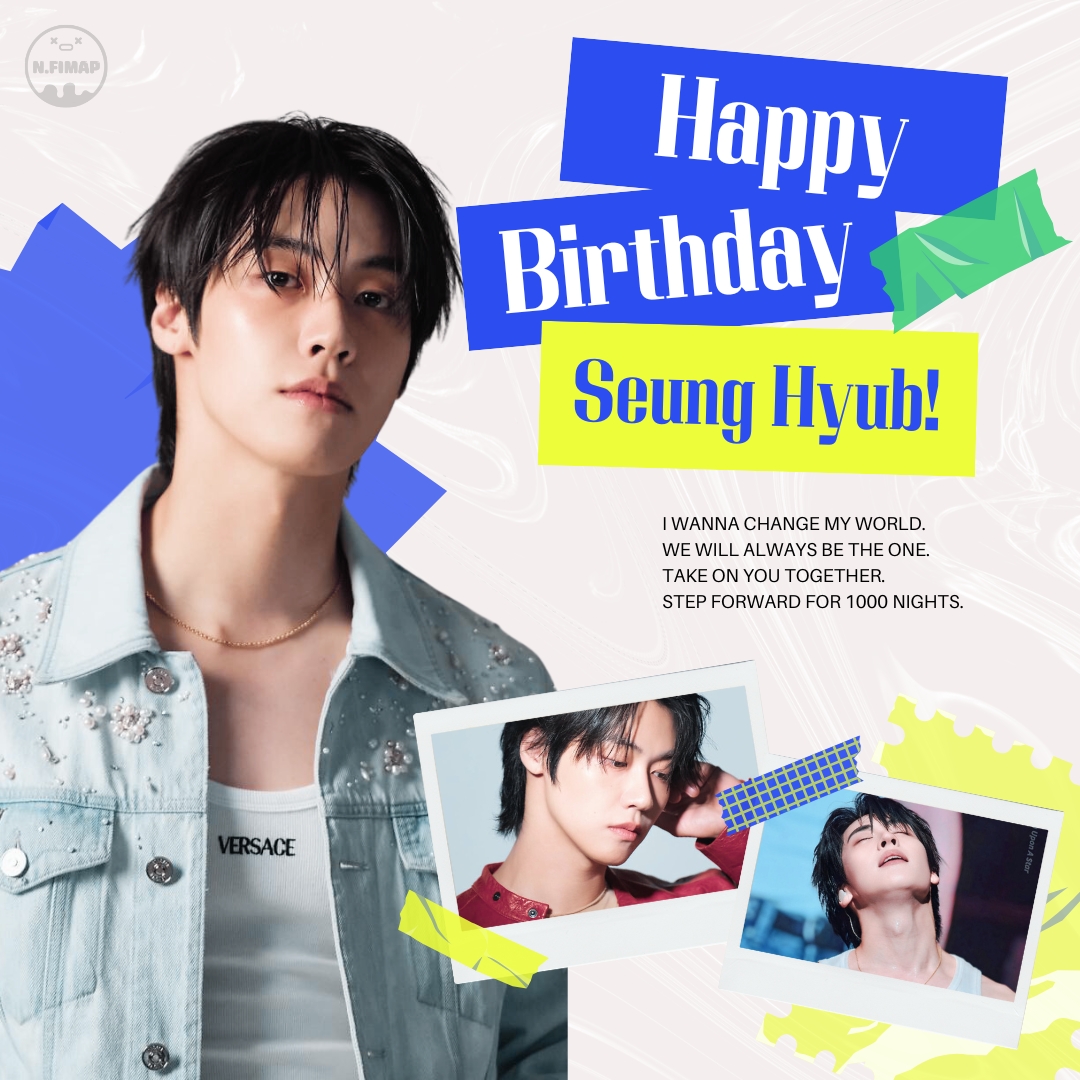 N.FIMAP
Happy
Birthday
Seung Hyub!
I WANNA CHANGE MY WORLD.
WE WILL ALWAYS BE THE ONE.
TAKE ON YOU TOGETHER.
STEP FORWARD FOR 1000 NIGHTS.
VERSACE
Upon A Star